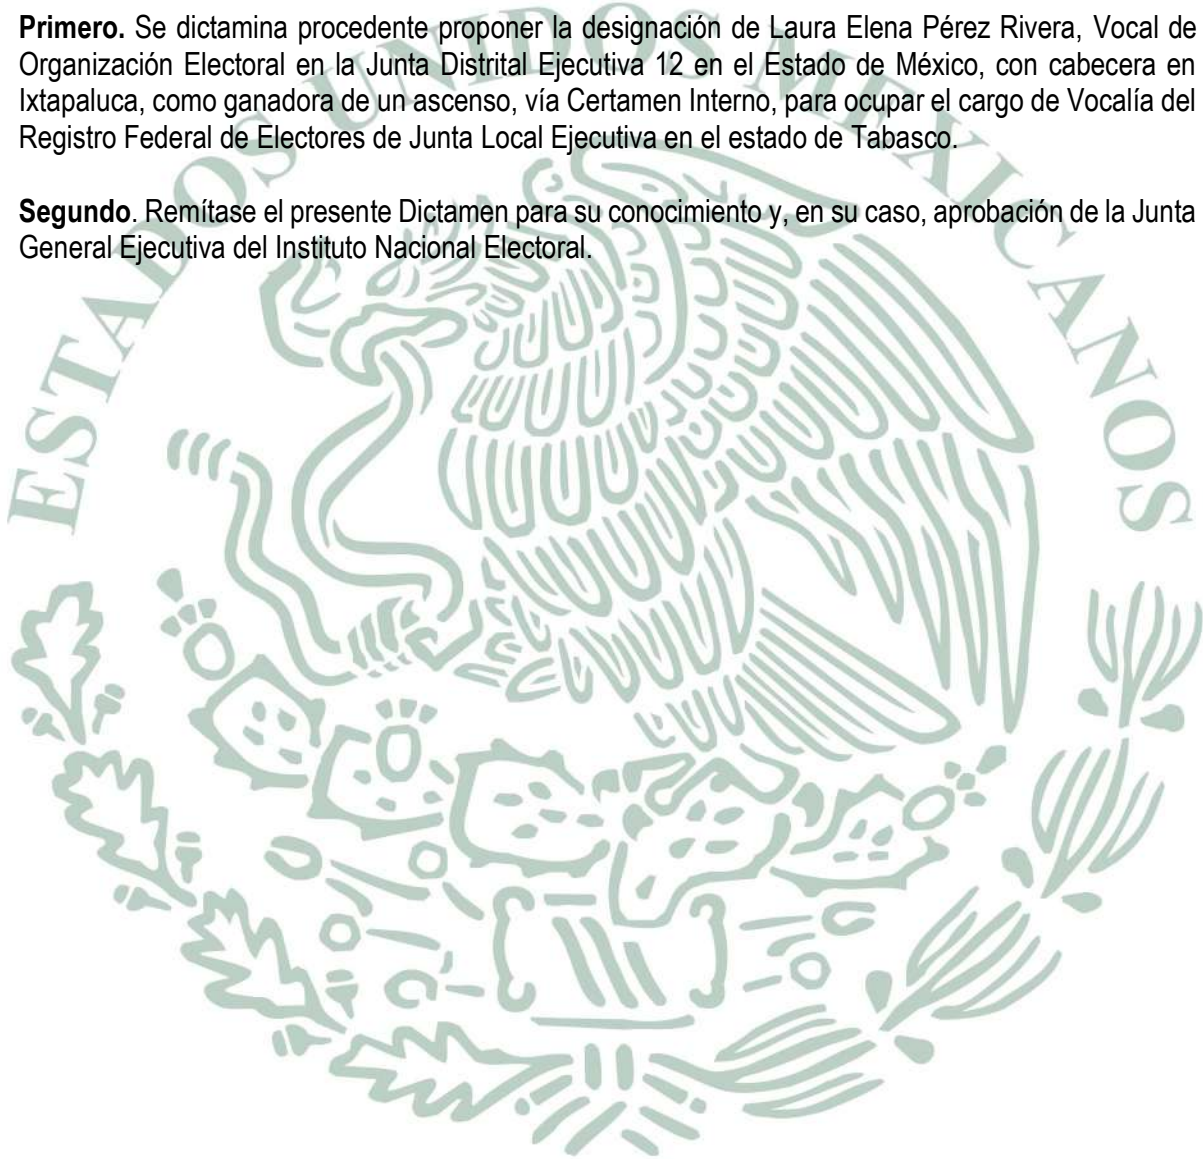 Primero. Se dictamina procedente proponer la designación de Laura Elena Pérez Rivera, Vocal de
Organización Electoral en la Junta Distrital Ejecutiva 12 en el Estado de México, con cabecera en
Ixtapaluca, como ganadora de un ascenso, vía Certamen Interno, para ocupar el cargo de Vocalía del
Registro Federal de Electores de Junta Local Ejecutiva en el estado de Tabasco.
Segundo. Remítase el presente Dictamen para su conocimiento y, en su caso, aprobación de la Junta
General Ejecutiva del Instituto Nacional Electoral.
ESTADOS UNIDOS MEXICANOS